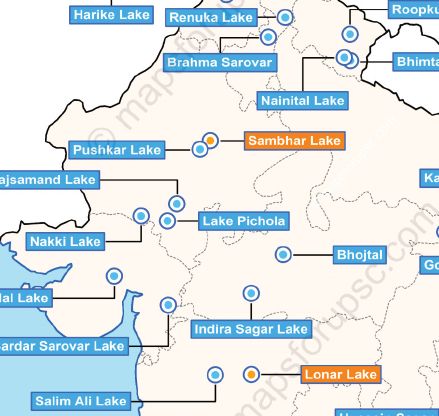 Harike Lake
Renuka Lake
Roopku
Brahma Sarovar
Bhimta
Nainital Lake
Sambhar Lake
Pushkar Lake
ajsamand Lake
Ka
Lake Pichola
Nakki Lake
Bhojtal
Go
al Lake
Indira Sagar Lake
ardar Sarovar Lake
Lonar Lake
Salim Ali Lake
© mapsforupsc.com
mapsforupsc.com